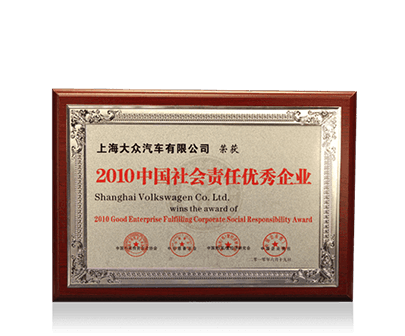 上海大众汽车有限公司 荣获
2010中国社会责任优秀企业
Shanghai Volkswagen Co. Ltd.
wins the award of
2010 Good Enterprise Fulfilling Corporate Social Responsibility Award